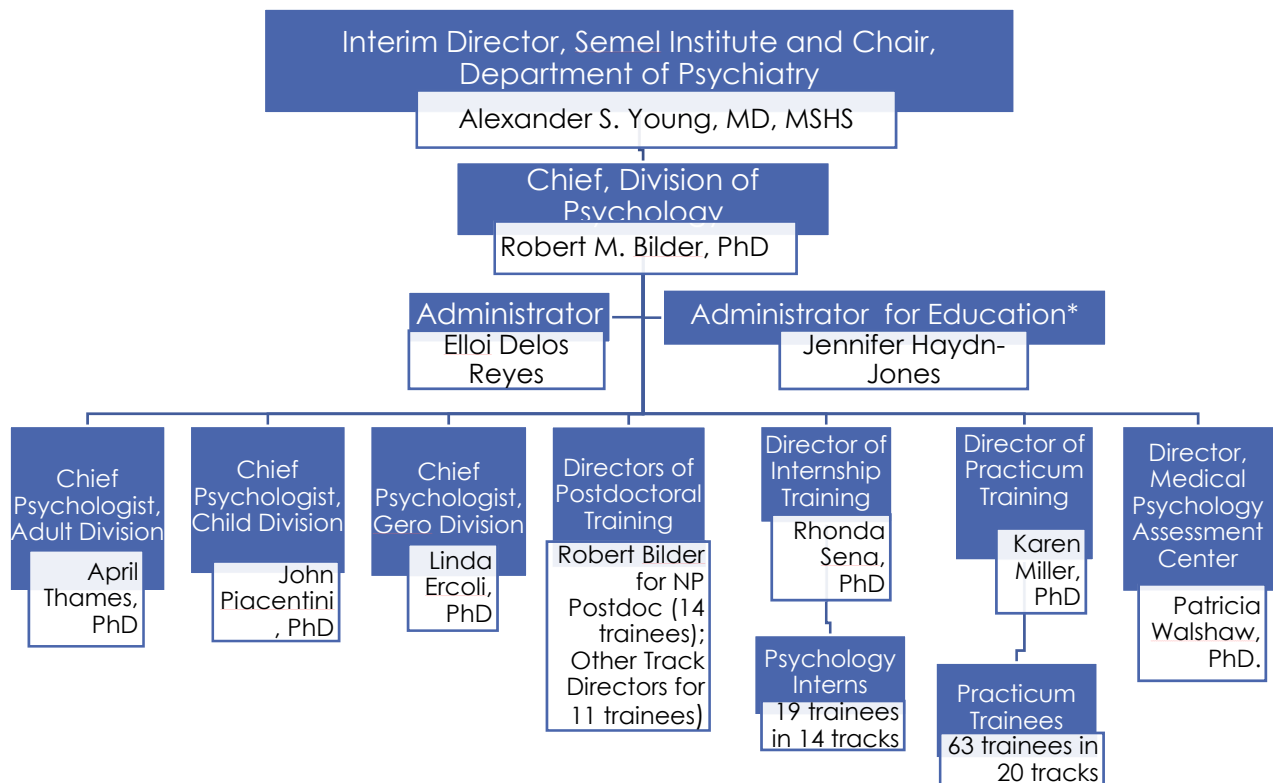 Interim Director, Semel Institute and Chair,
Department of Psychiatry
Alexander S. Young, MD, MSHS
Chief, Division of
Psychology
Robert M. Bilder, PhD
Administrator
Elloi Delos
Reyes
Administrator for Education*
Jennifer Haydn-
Jones
Chief
Psychologist,
Adult Division
April
Thames,
PhD
Chief
Psychologist,
Child Division
John
Piacentini
, PhD
Chief
Psychologist,
Gero Division
Linda
Ercoli,
PhD
Directors of
Postdoctoral
Training
Robert Bilder
for NP
Postdoc (14
trainees);
Other Track
Directors for
11 trainees)
Director of
Internship
Training
Rhonda
Sena,
PhD
Psychology
Interns
19 trainees
in 14 tracks
Director of
Practicum
Training
Karen
Miller,
PhD
Practicum
Trainees
63 trainees in
20 tracks
Director,
Medical
Psychology
Assessment
Center
Patricia
Walshaw,
PhD.